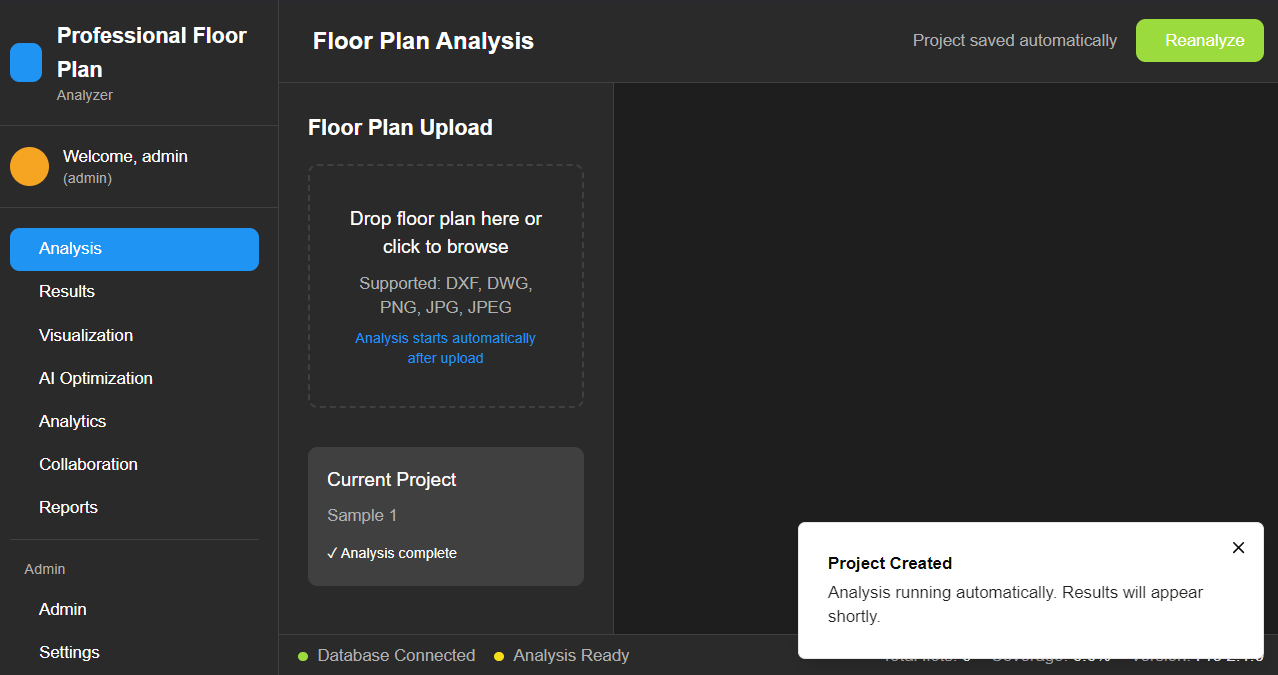 Professional Floor
Plan
Analyzer
Welcome, admin
(admin)
Analysis
Results
Visualization
AI Optimization
Analytics
Collaboration
Reports
Admin
Admin
Settings
Floor Plan Analysis
Project saved automatically
Reanalyze
Floor Plan Upload
Drop floor plan here or
click to browse
Supported: DXF, DWG,
PNG, JPG, JPEG
Analysis starts automatically
after upload
Current Project
Sample 1
✓ Analysis complete
Project Created
Analysis running automatically. Results will appear
shortly.
Database Connected
Analysis Ready